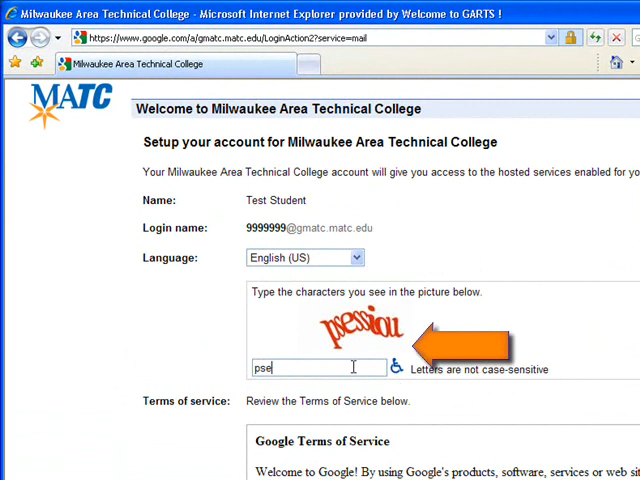 Milwaukee Area Technical College - Microsoft Internet Explorer provided by Welcome to GARTS !
https://www.google.com/a/gmatc.matc.edu/LoginAction2?service=mail
Milwaukee Area Technical College
MATC
Welcome to Milwaukee Area Technical College
Setup your account for Milwaukee Area Technical College
Your Milwaukee Area Technical College account will give you access to the hosted services enabled for
Name: Test Student
Login name: 9999999@gmatc.matc.edu
Language: English (US)
Type the characters you see in the picture below.
psessiou
pse
Letters are not case-sensitive
Terms of service: Review the Terms of Service below.
Google Terms of Service
Welcome to Google! By using Google's products, software, services or web